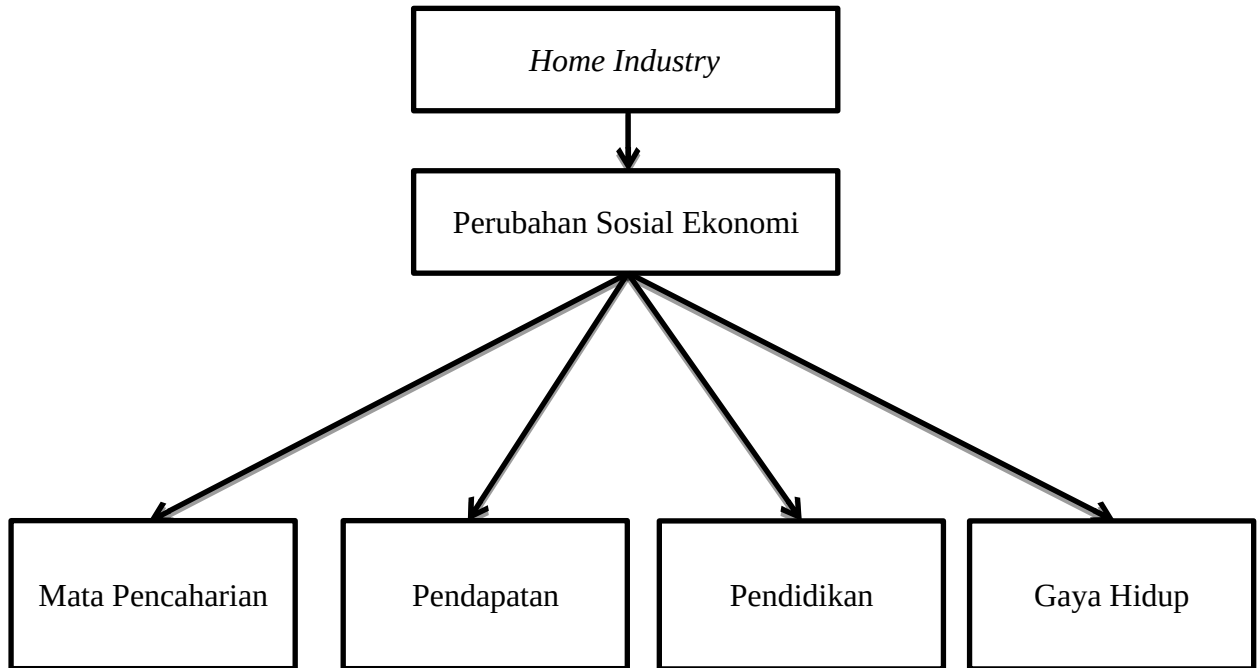 Home Industry
Perubahan Sosial Ekonomi
Mata Pencaharian
Pendapatan
Pendidikan
Gaya Hidup